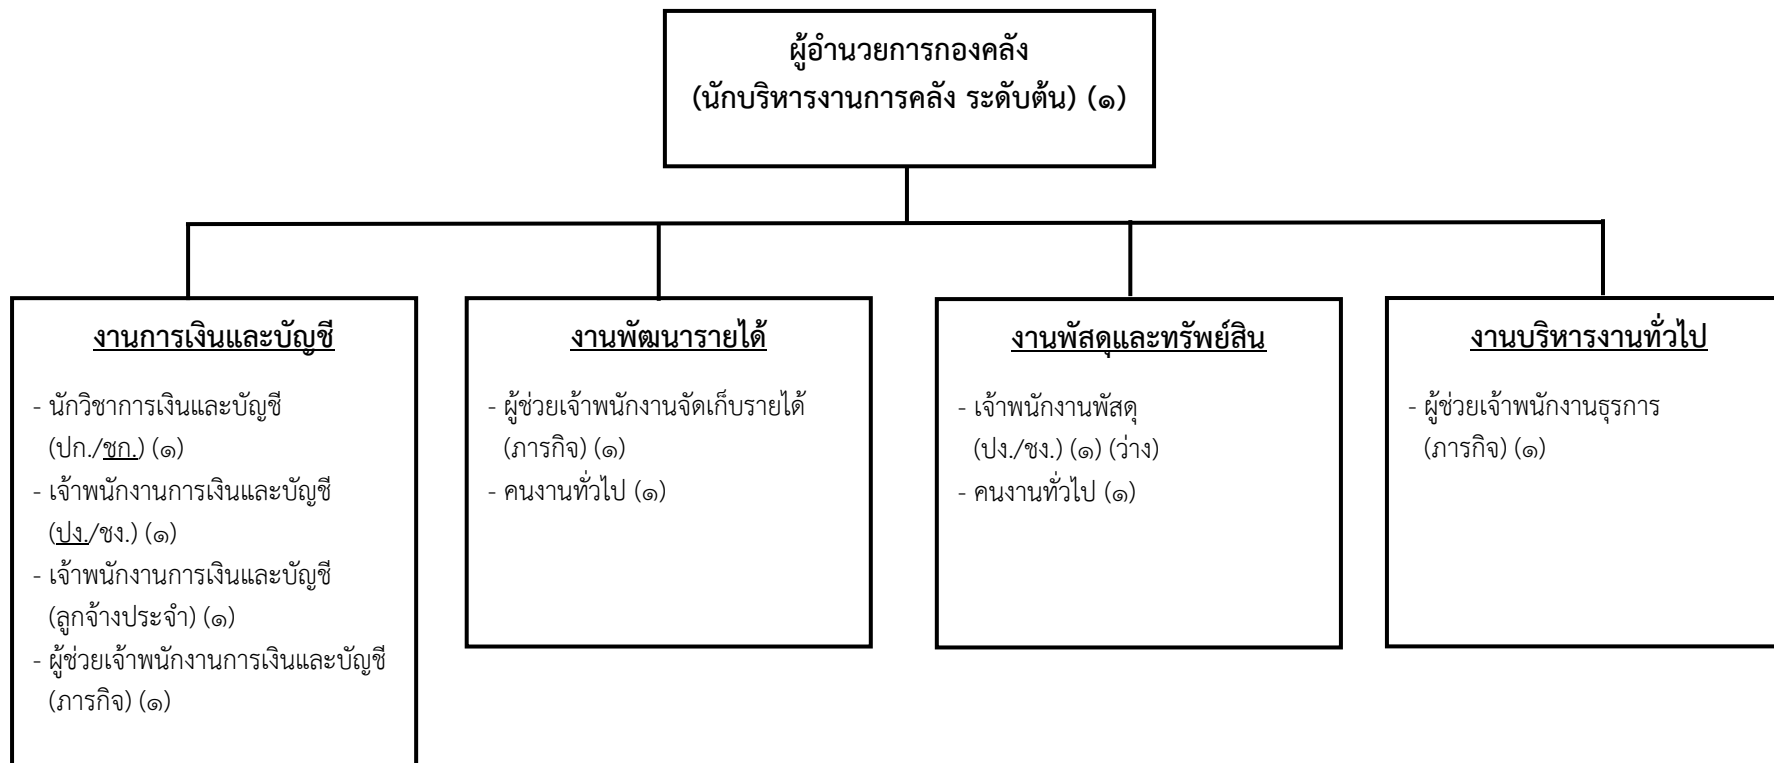 ผู้อำนวยการกองคลัง
(นักบริหารงานการคลัง ระดับต้น) (๑)
งานการเงินและบัญชี
- นักวิชาการเงินและบัญชี
(ปก./ชก.) (๑)
- เจ้าพนักงานการเงินและบัญชี
(ปง./ชง.) (๑)
- เจ้าพนักงานการเงินและบัญชี
(ลูกจ้างประจำ) (๑)
- ผู้ช่วยเจ้าพนักงานการเงินและบัญชี
(ภารกิจ) (๑)
งานพัฒนารายได้
- ผู้ช่วยเจ้าพนักงานจัดเก็บรายได้
(ภารกิจ) (๑)
- คนงานทั่วไป (๑)
งานพัสดุและทรัพย์สิน
- เจ้าพนักงานพัสดุ
(ปง./ชง.) (๑) (ว่าง)
- คนงานทั่วไป (๑)
งานบริหารงานทั่วไป
- ผู้ช่วยเจ้าพนักงานธุรการ
(ภารกิจ) (๑)